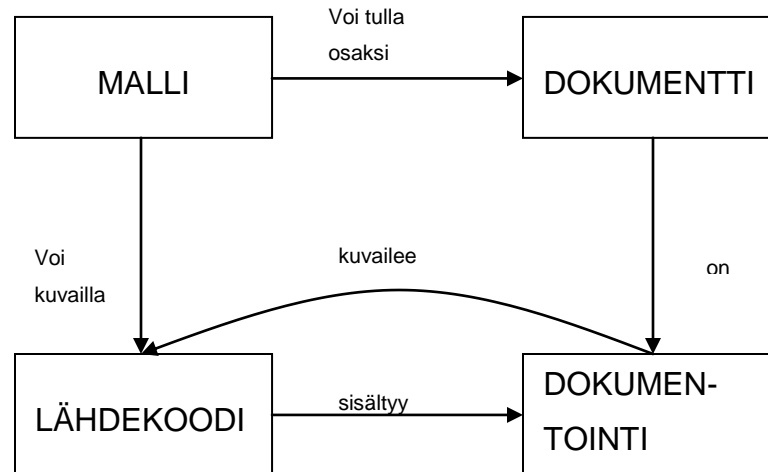 Voi tulla
osaksi
MALLI
DOKUMENTTI
Voi
kuvailla
kuvailee
on
LÄHDEKOODI
sisältyy
DOKUMEN-
TOINTI